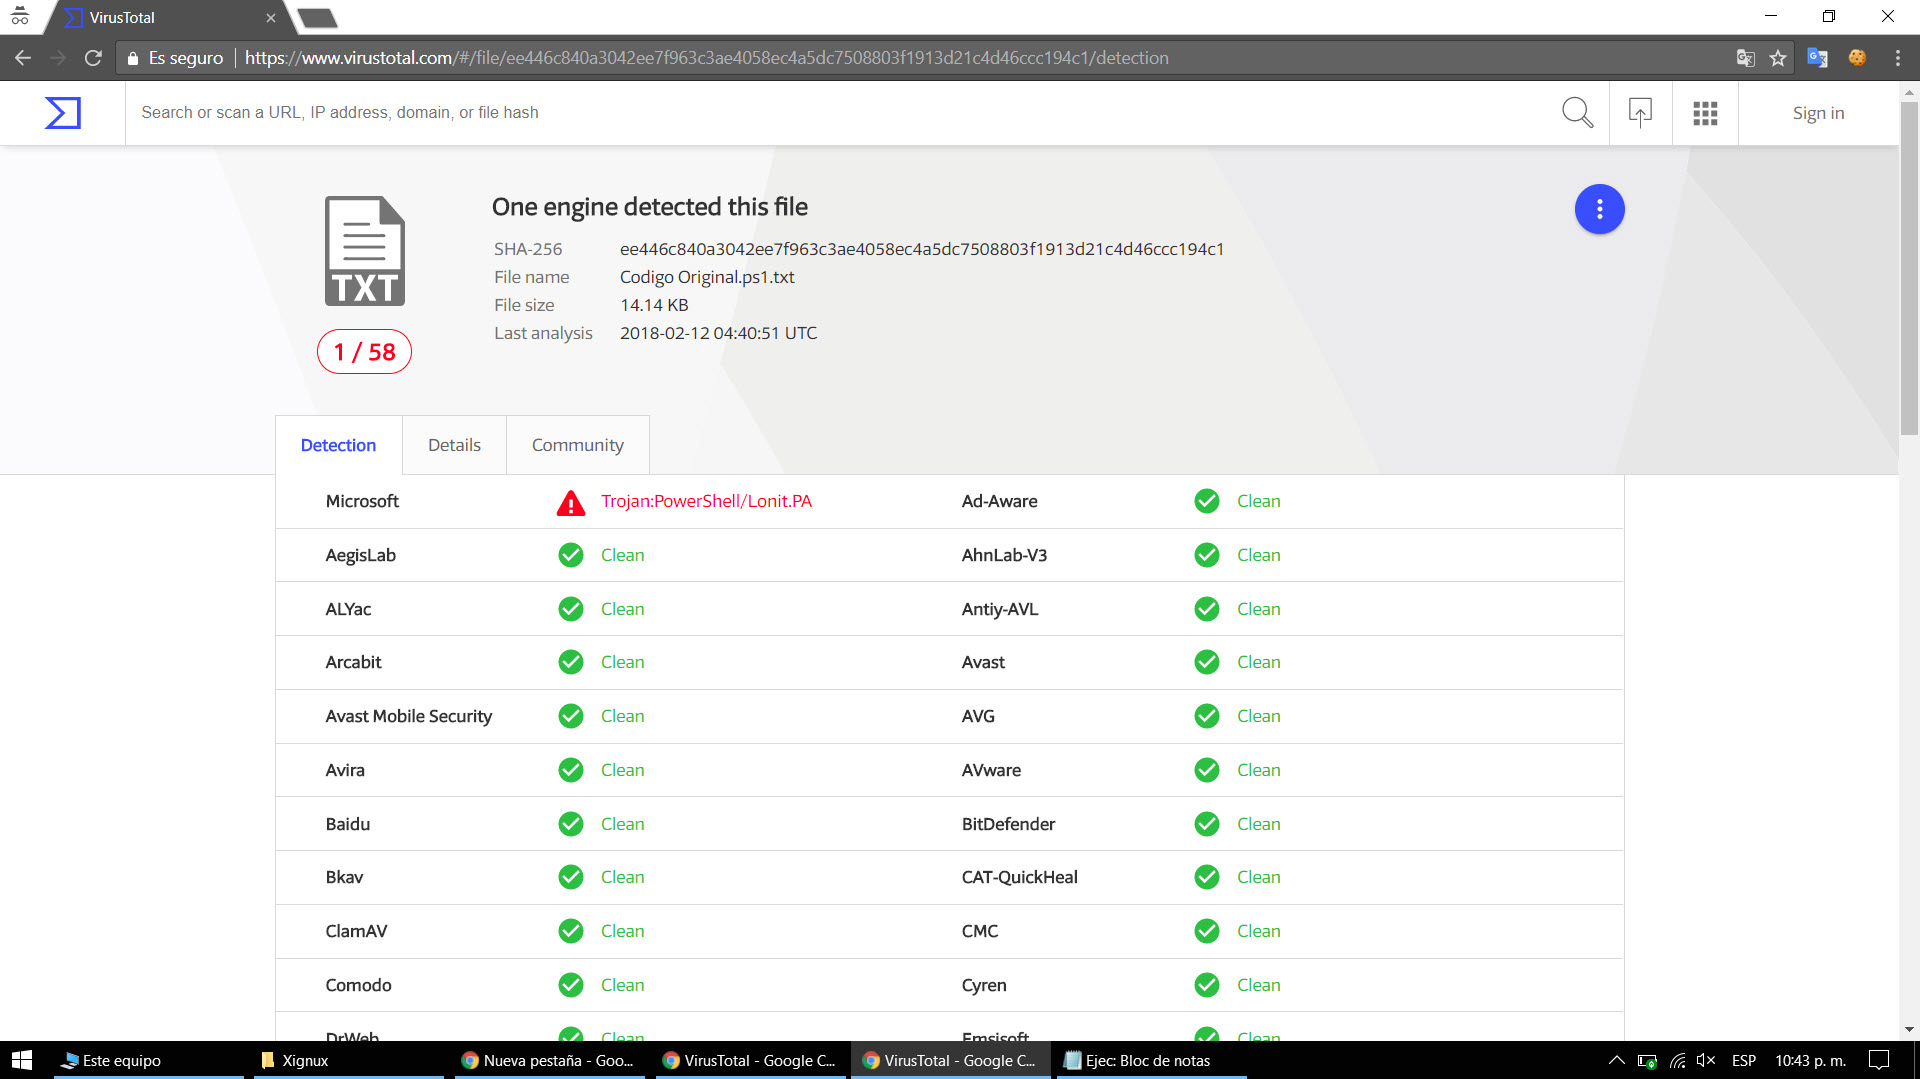 VirusTotal
Es seguro
https://www.virustotal.com/#/file/ee446c840a3042ee7f963c3ae4058ec4a5dc7508803f1913d21c4d46ccc194c1/detection
Search or scan a URL, IP address, domain, or file hash
Sign in
TXT
1 / 58
One engine detected this file
SHA-256 ee446c840a3042ee7f963c3ae4058ec4a5dc7508803f1913d21c4d46ccc194c1
File name Codigo Original.ps1.txt
File size 14.14 KB
Last analysis 2018-02-12 04:40:51 UTC
Detection Details Community
Microsoft Trojan:PowerShell/Lonit.PA Ad-Aware Clean
AegisLab Clean AhnLab-V3 Clean
ALYac Clean Antiy-AVL Clean
Arcabit Clean Avast Clean
Avast Mobile Security Clean AVG Clean
Avira Clean AVware Clean
Baidu Clean BitDefender Clean
Bkav Clean CAT-QuickHeal Clean
ClamAV Clean CMC Clean
Comodo Clean Cyren Clean
DrWeb Clean Emsisoft Clean
Este equipo Xignux Nueva pestaña - Goo... VirusTotal - Google C... VirusTotal - Google C... Ejec: Bloc de notas ESP 10:43 p. m.